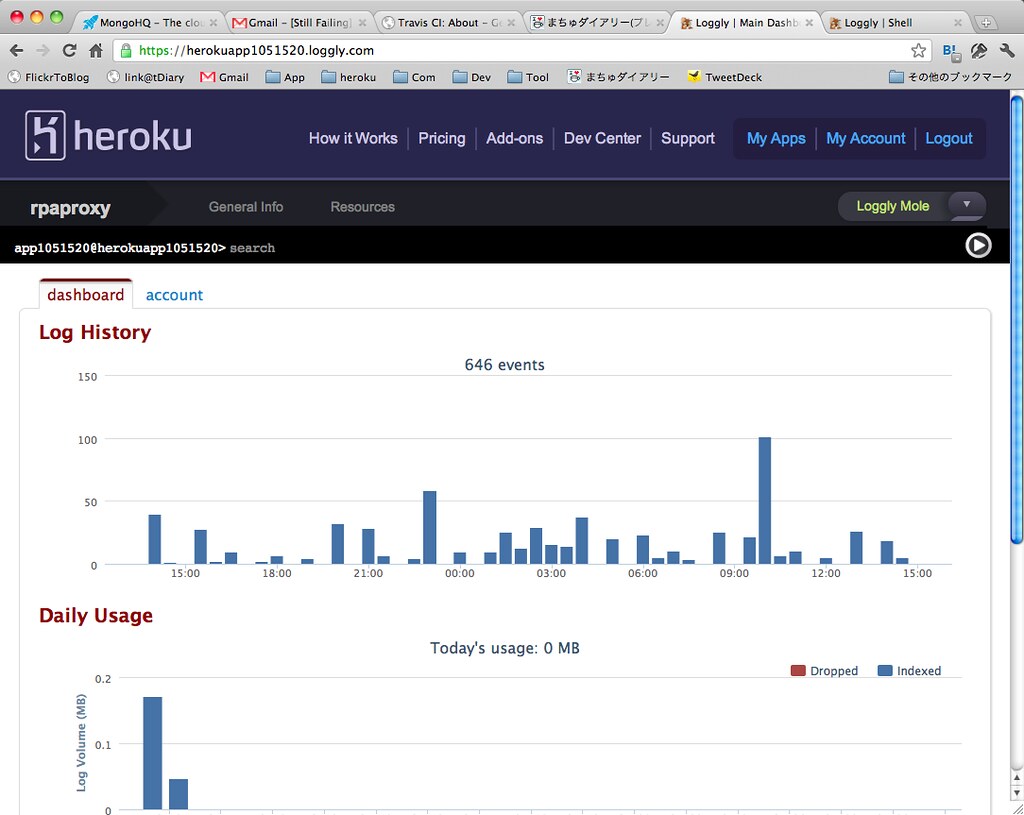 MongoHQ – The clou
Gmail – [Still Failing]
Travis CI: About – Ge
まちゅダイアリー(プレ
Loggly | Main Dashb
Loggly | Shell
https://herokuapp1051520.loggly.com
B!
FlickrToBlog
link@tDiary
Gmail
App
heroku
Com
Dev
Tool
まちゅダイアリー
TweetDeck
その他のブックマーク
heroku
How it Works
Pricing
Add-ons
Dev Center
Support
My Apps
My Account
Logout
rpaproxy
General Info
Resources
Loggly Mole
app1051520@herokuapp1051520> search
dashboard
account
Log History
646 events
150
100
50
0
15:00
18:00
21:00
00:00
03:00
06:00
09:00
12:00
15:00
Daily Usage
Today's usage: 0 MB
Dropped
Indexed
Log Volume (MB)
0.2
0.1
0